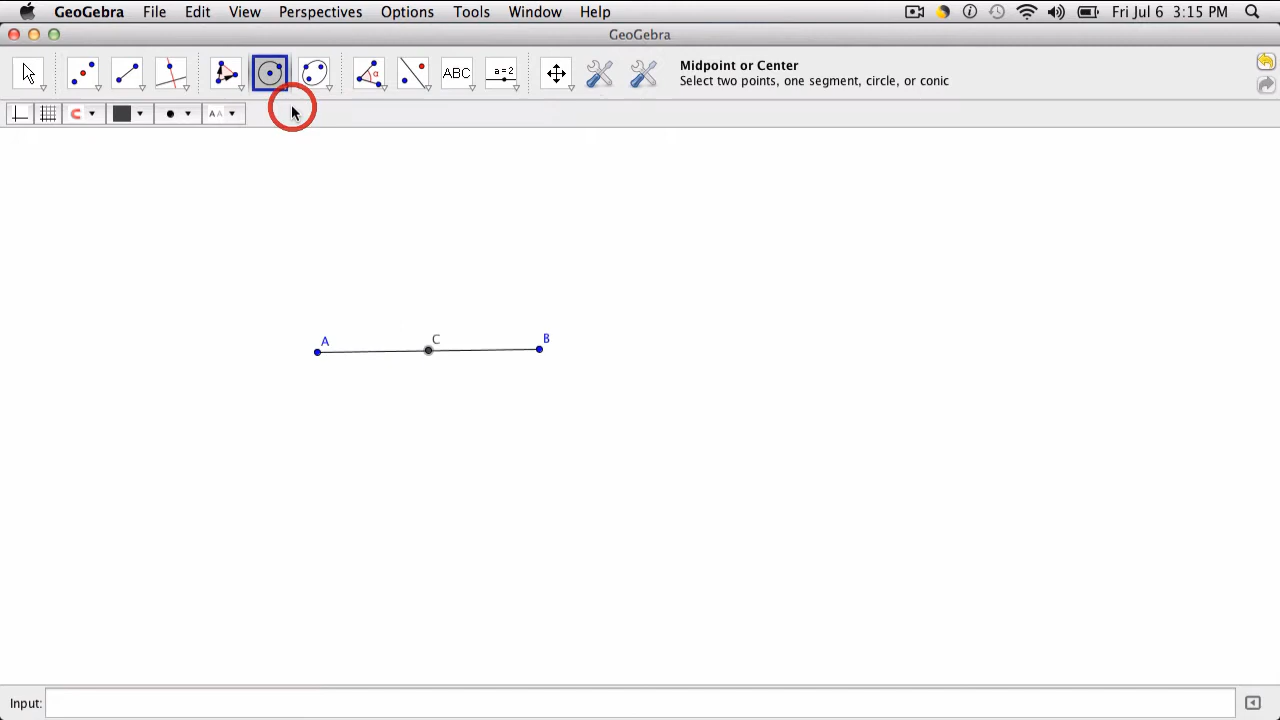 GeoGebra File Edit View Perspectives Options Tools Window Help Fri Jul 6 3:15 PM
GeoGebra
α ABC a=2 Midpoint or Center
Select two points, one segment, circle, or conic
A A
A C B
Input: